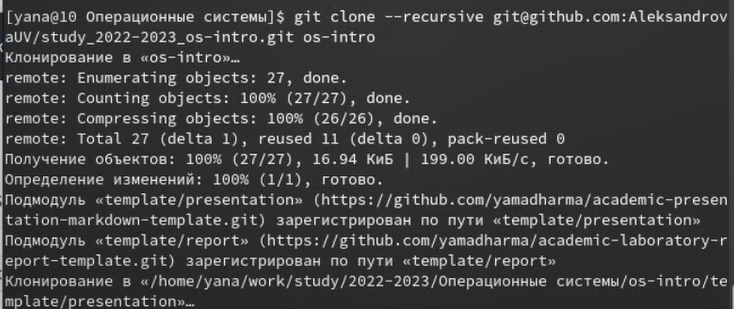 [yana@10 Операционные системы]$ git clone --recursive git@github.com:Aleksandrov
aUV/study_2022-2023_os-intro.git os-intro
Клонирование в «os-intro»…
remote: Enumerating objects: 27, done.
remote: Counting objects: 100% (27/27), done.
remote: Compressing objects: 100% (26/26), done.
remote: Total 27 (delta 1), reused 11 (delta 0), pack-reused 0
Получение объектов: 100% (27/27), 16.94 КиБ | 199.00 КиБ/с, готово.
Определение изменений: 100% (1/1), готово.
Подмодуль «template/presentation» (https://github.com/yamadharma/academic-presen
tation-markdown-template.git) зарегистрирован по пути «template/presentation»
Подмодуль «template/report» (https://github.com/yamadharma/academic-laboratory-r
eport-template.git) зарегистрирован по пути «template/report»
Клонирование в «/home/yana/work/study/2022-2023/Операционные системы/os-intro/te
mplate/presentation»…